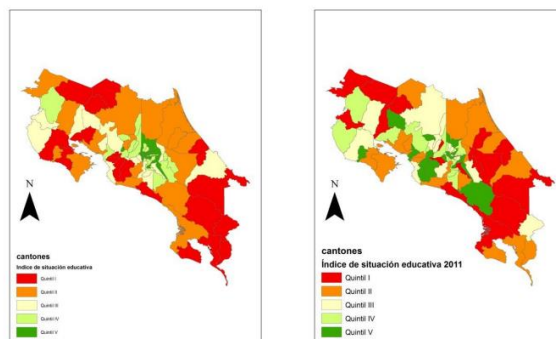 N
cantones
Indice de situación educativa
Quintil I
Quintil II
Quintil III
Quintil IV
Quintil V
N
cantones
Índice de situación educativa 2011
Quintil I
Quintil II
Quintil III
Quintil IV
Quintil V